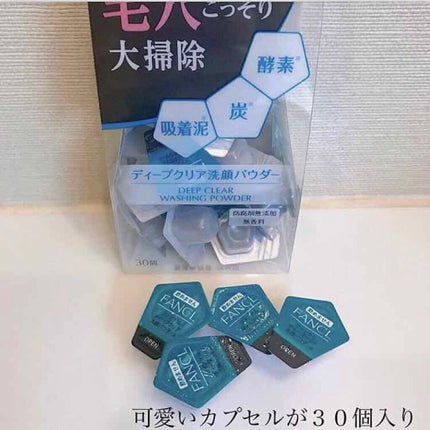 毛穴ごっそり
大掃除
酵素※
炭※
吸着泥※
ディープクリア洗顔パウダー
DEEP CLEAR
WASHING POWDER
防腐剤無添加
無香料
30個
FANCL
OPEN
FANCL
FANCL
OPEN
FANCL
可愛いカプセルが３０個入り